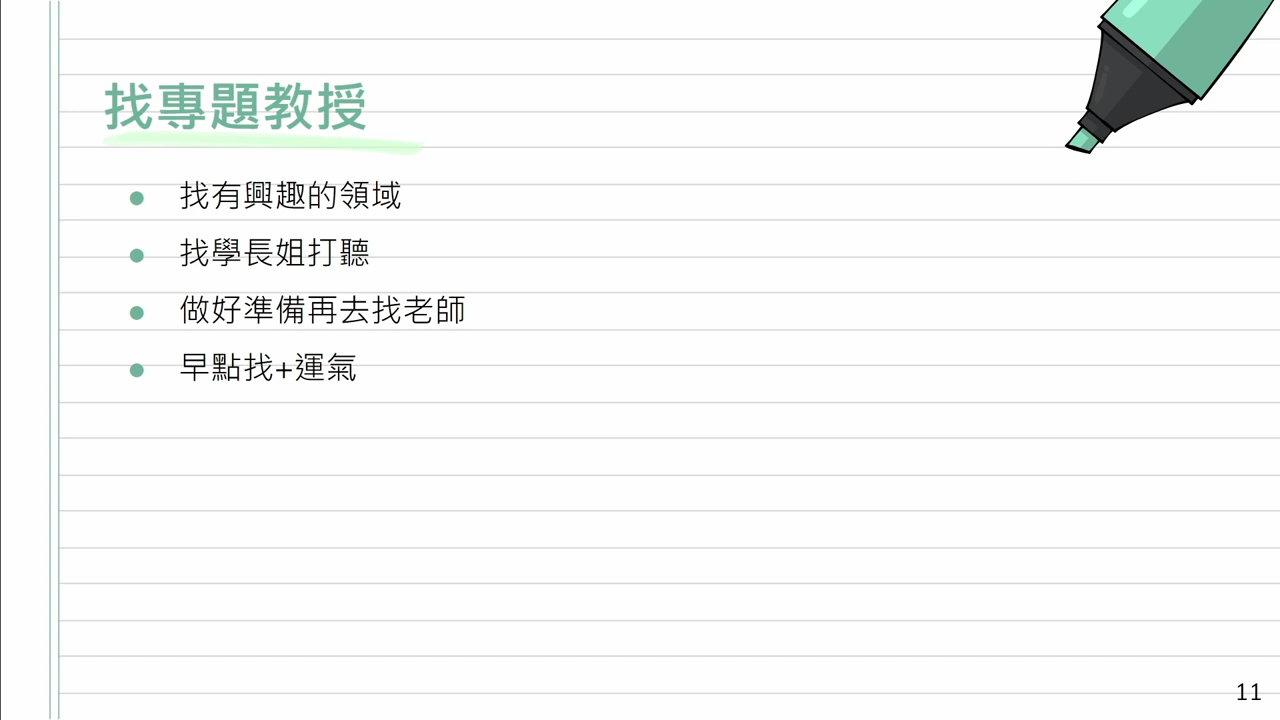 找專題教授
找有興趣的領域
找學長姐打聽
做好準備再去找老師
早點找+運氣
11